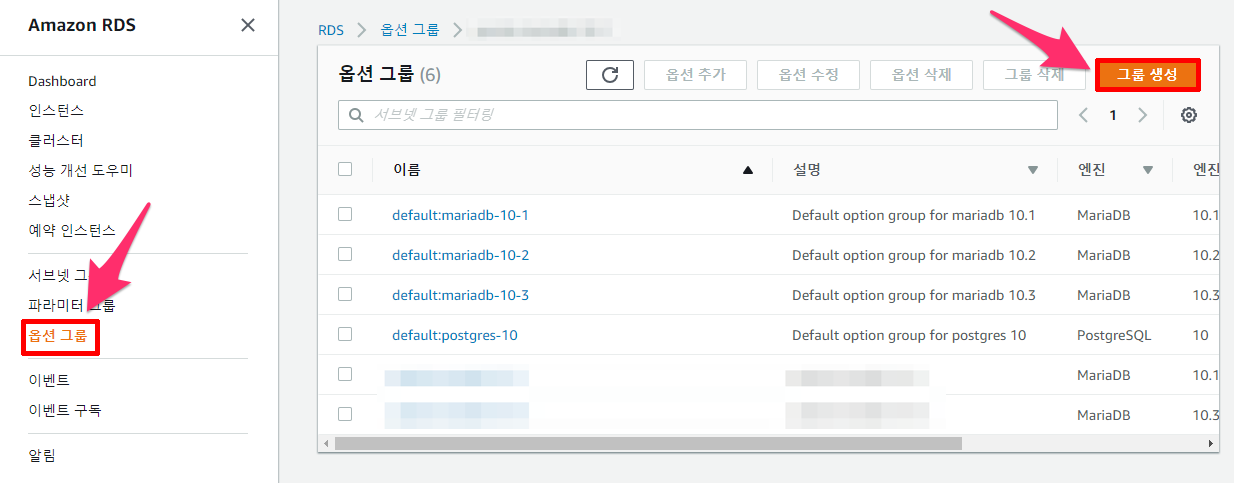 Amazon RDS
Dashboard
인스턴스
클러스터
성능 개선 도우미
스냅샷
예약 인스턴스
서브넷 그
파라미터 그룹
옵션 그룹
이벤트
이벤트 구독
알림
RDS 옵션 그룹
옵션 그룹 (6) 옵션 추가 옵션 수정 옵션 삭제 그룹 삭제 그룹 생성
서브넷 그룹 필터링 1
이름 설명 엔진 엔진
default:mariadb-10-1 Default option group for mariadb 10.1 MariaDB 10.1
default:mariadb-10-2 Default option group for mariadb 10.2 MariaDB 10.2
default:mariadb-10-3 Default option group for mariadb 10.3 MariaDB 10.3
default:postgres-10 Default option group for postgres 10 PostgreSQL 10
MariaDB 10.1
MariaDB 10.3